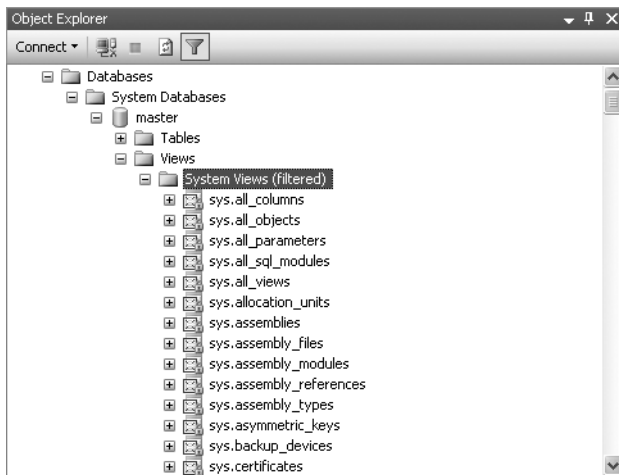 Object Explorer
Connect
Databases
System Databases
master
Tables
Views
System Views (filtered)
sys.all_columns
sys.all_objects
sys.all_parameters
sys.all_sql_modules
sys.all_views
sys.allocation_units
sys.assemblies
sys.assembly_files
sys.assembly_modules
sys.assembly_references
sys.assembly_types
sys.asymmetric_keys
sys.backup_devices
sys.certificates